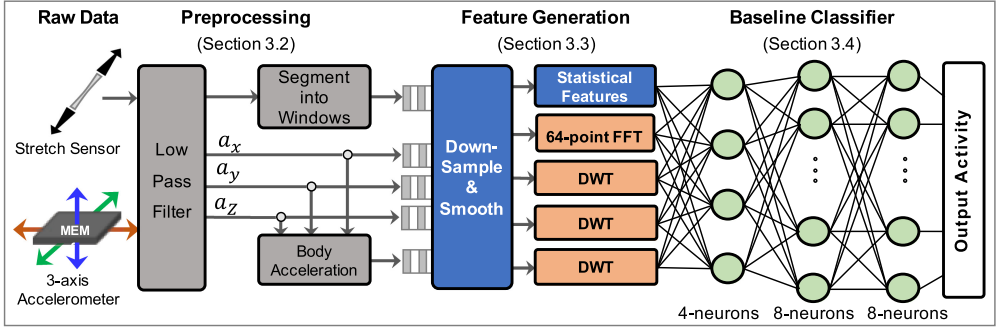 Raw Data
Preprocessing
(Section 3.2)
Feature Generation
(Section 3.3)
Baseline Classifier
(Section 3.4)
Stretch Sensor
MEM
3-axis
Accelerometer
Low
Pass
Filter
Segment
into
Windows
a_x
a_y
a_Z
Body
Acceleration
Down-
Sample
&
Smooth
Statistical
Features
64-point FFT
DWT
DWT
DWT
4-neurons
8-neurons
8-neurons
Output Activity